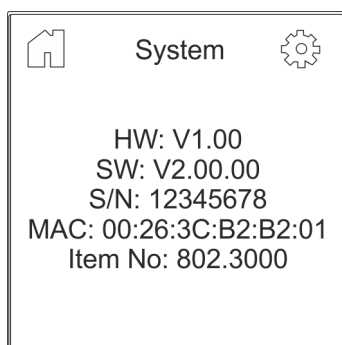 System
HW: V1.00
SW: V2.00.00
S/N: 12345678
MAC: 00:26:3C:B2:B2:01
Item No: 802.3000